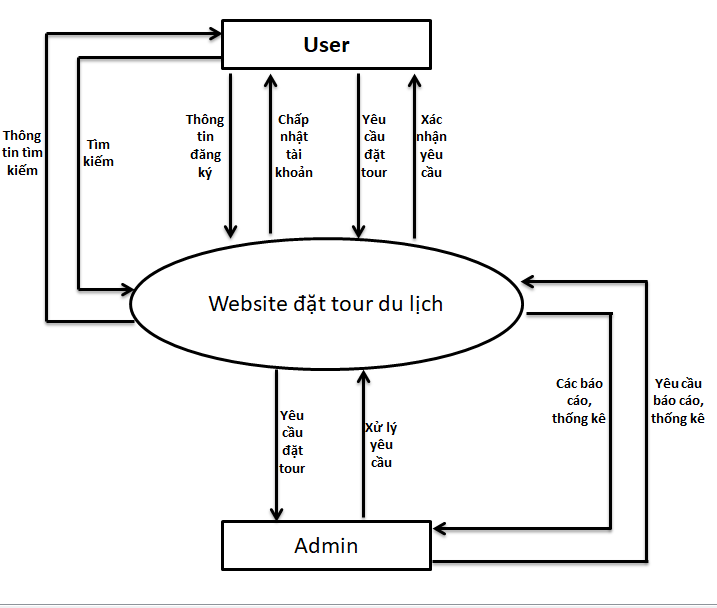 User
Thông
tin tìm
kiếm
Tìm
kiếm
Thông
tin
đăng
ký
Chấp
nhật
tài
khoản
Yêu
cầu
đặt
tour
Xác
nhận
yêu
cầu
Website đặt tour du lịch
Yêu
cầu
đặt
tour
Xử lý
yêu
cầu
Các báo
cáo,
thống kê
Yêu cầu
báo cáo,
thống kê
Admin